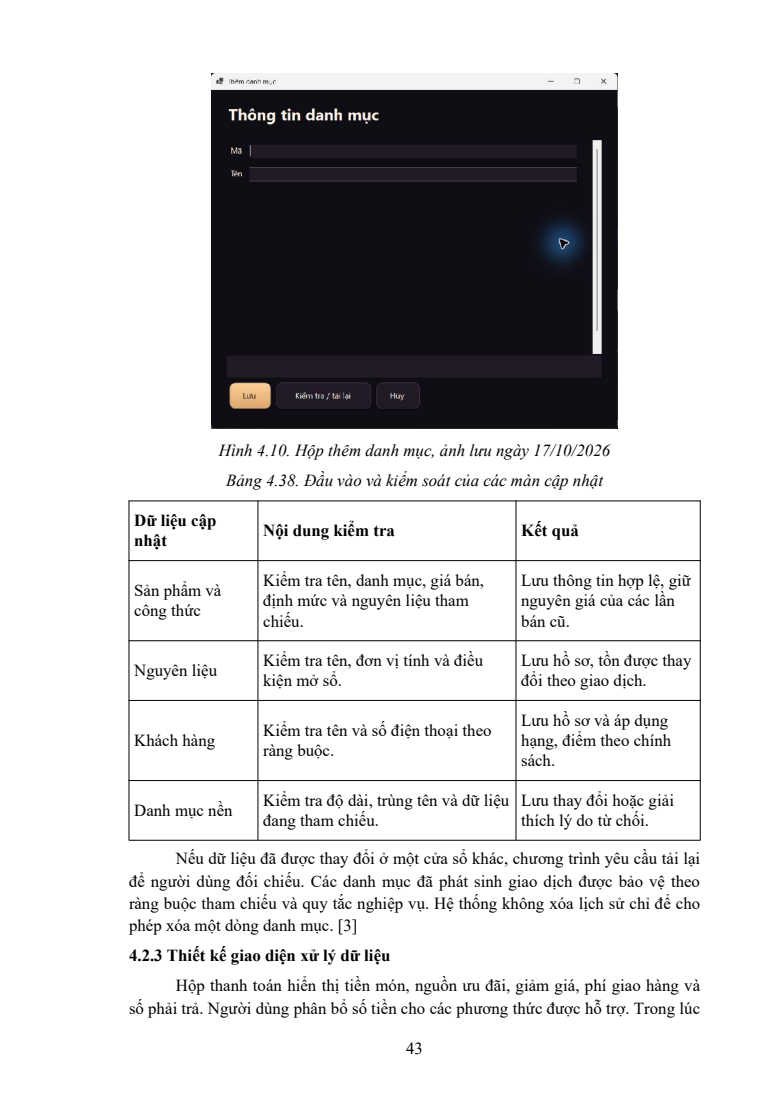 Thêm danh mục
Thông tin danh mục
Mã
Tên
Lưu
Kiểm tra / tải lại
Hủy
Hình 4.10. Hộp thêm danh mục, ảnh lưu ngày 17/10/2026
Bảng 4.38. Đầu vào và kiểm soát của các màn cập nhật
Dữ liệu cập
nhật
Nội dung kiểm tra
Kết quả
Sản phẩm và
công thức
Kiểm tra tên, danh mục, giá bán,
định mức và nguyên liệu tham
chiếu.
Lưu thông tin hợp lệ, giữ
nguyên giá của các lần
bán cũ.
Nguyên liệu
Kiểm tra tên, đơn vị tính và điều
kiện mở sổ.
Lưu hồ sơ, tồn được thay
đổi theo giao dịch.
Khách hàng
Kiểm tra tên và số điện thoại theo
ràng buộc.
Lưu hồ sơ và áp dụng
hạng, điểm theo chính
sách.
Danh mục nền
Kiểm tra độ dài, trùng tên và dữ liệu
đang tham chiếu.
Lưu thay đổi hoặc giải
thích lý do từ chối.
Nếu dữ liệu đã được thay đổi ở một cửa sổ khác, chương trình yêu cầu tải lại
để người dùng đối chiếu. Các danh mục đã phát sinh giao dịch được bảo vệ theo
ràng buộc tham chiếu và quy tắc nghiệp vụ. Hệ thống không xóa lịch sử chỉ để cho
phép xóa một dòng danh mục. [3]
4.2.3 Thiết kế giao diện xử lý dữ liệu
Hộp thanh toán hiển thị tiền món, nguồn ưu đãi, giảm giá, phí giao hàng và
số phải trả. Người dùng phân bổ số tiền cho các phương thức được hỗ trợ. Trong lúc
43